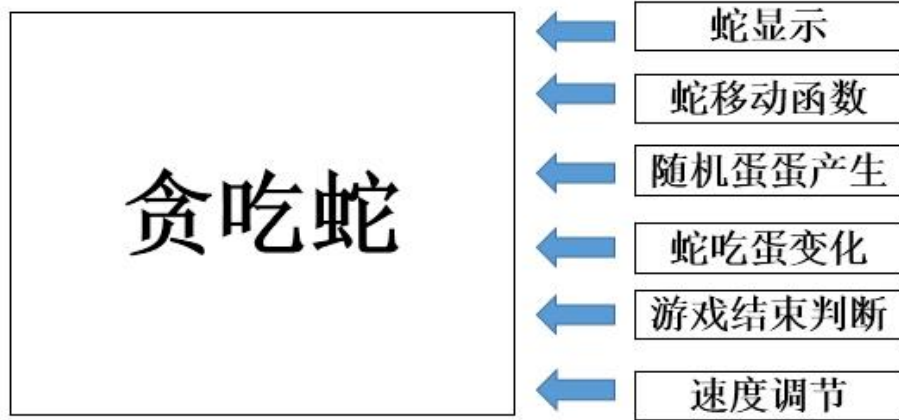 贪吃蛇
蛇显示
蛇移动函数
随机蛋蛋产生
蛇吃蛋变化
游戏结束判断
速度调节